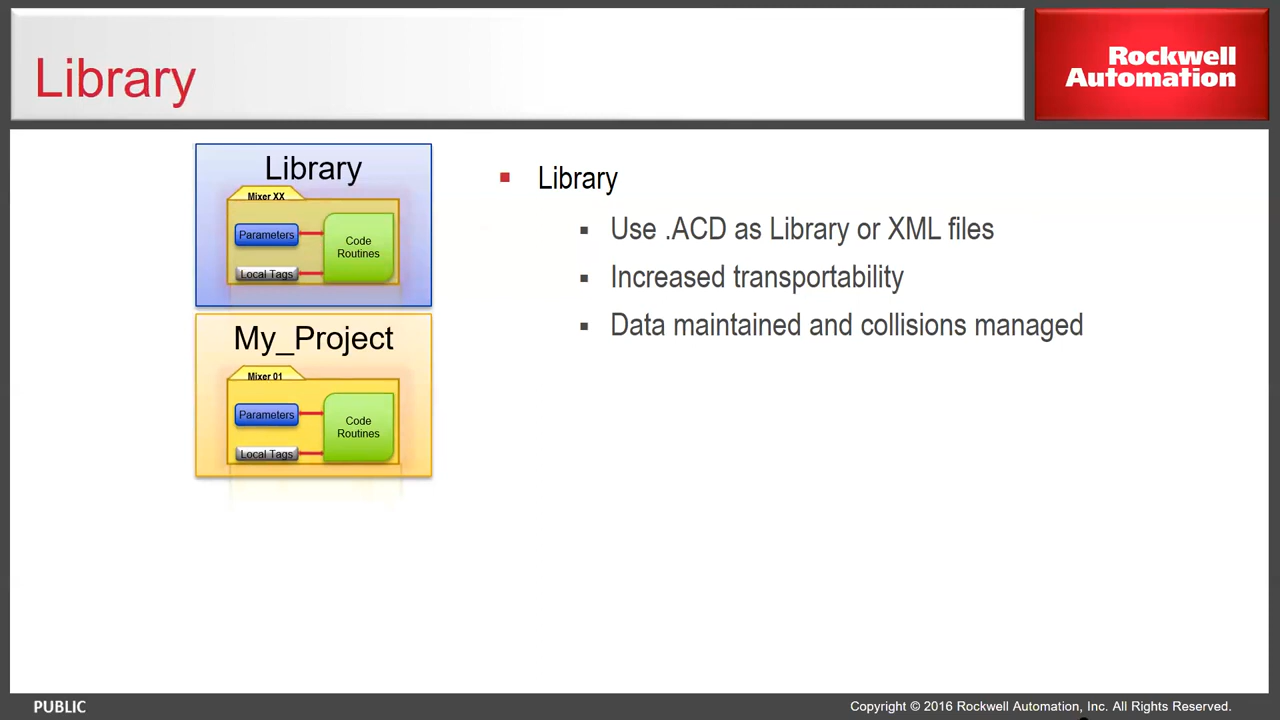 Library
Rockwell
Automation
Library
Mixer XX
Parameters
Code
Routines
Local Tags
My_Project
Mixer 01
Parameters
Code
Routines
Local Tags
▪ Library
▪ Use .ACD as Library or XML files
▪ Increased transportability
▪ Data maintained and collisions managed
PUBLIC
Copyright © 2016 Rockwell Automation, Inc. All Rights Reserved.